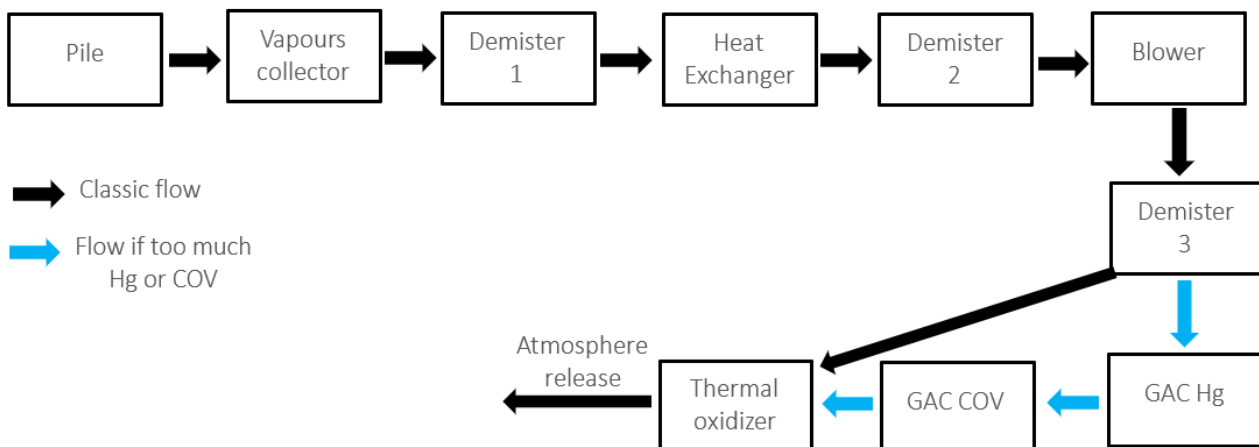 Pile
Vapours
collector
Demister
1
Heat
Exchanger
Demister
2
Blower
Classic flow
Flow if too much
Hg or COV
Demister
3
Atmosphere
release
Thermal
oxidizer
GAC COV
GAC Hg